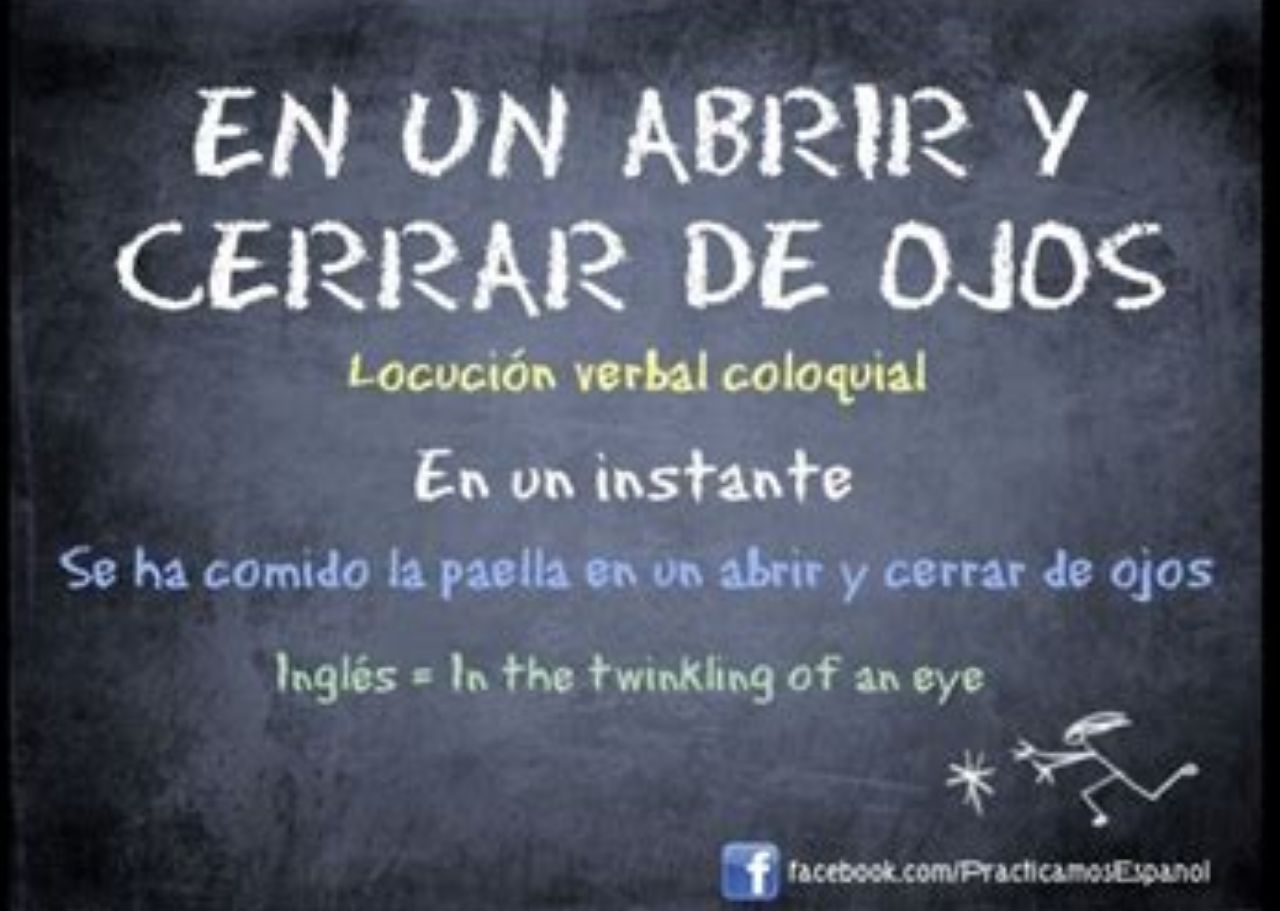 EN UN ABRIR Y
CERRAR DE OJOS
Locución verbal coloquial
En un instante
Se ha comido la paella en un abrir y cerrar de ojos
Inglés = In the twinkling of an eye
f facebook.com/PracticamosEspanol